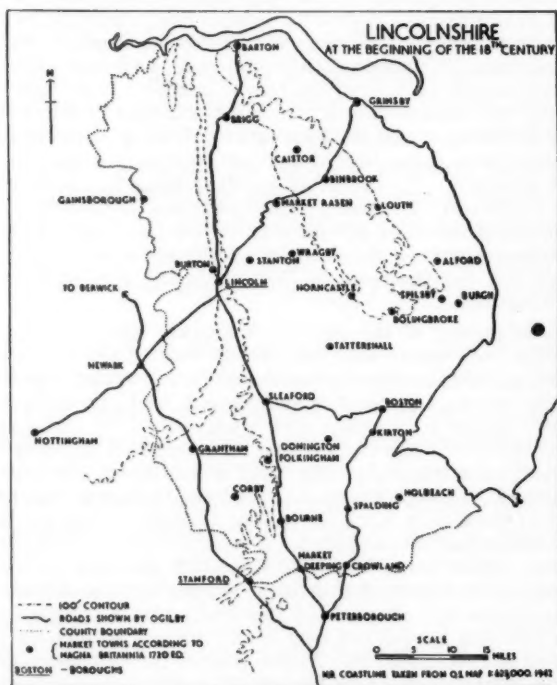 LINCOLNSHIRE
AT THE BEGINNING OF THE 18TH CENTURY
N
BARTON
GRIMSBY
BRIGG
CAISTOR
BINBROOK
GAINSBOROUGH
MARKET RASEN
LOUTH
WRAGBY
STANTON
ALFORD
BURTON
LINCOLN
HORNCASTLE
SPILSBY
BURGH
TO BERWICK
BOLINGBROKE
TATTERSHALL
NEWARK
SLEAFORD
BOSTON
NOTTINGHAM
KIRTON
GRANTHAM
DONINGTON
FOLKINGHAM
CORBY
HOLBEACH
SPALDING
BOURNE
MARKET
DEEPING
CROWLAND
STAMFORD
PETERBOROUGH
100' CONTOUR
ROADS SHOWN BY OGILBY
COUNTY BOUNDARY
MARKET TOWNS ACCORDING TO
MAGNA BRITANNIA 1720 ED.
BOSTON - BOROUGHS
SCALE
0 5 10 15
MILES
N.B. COASTLINE TAKEN FROM O.S. MAP 1:625,000. 1942